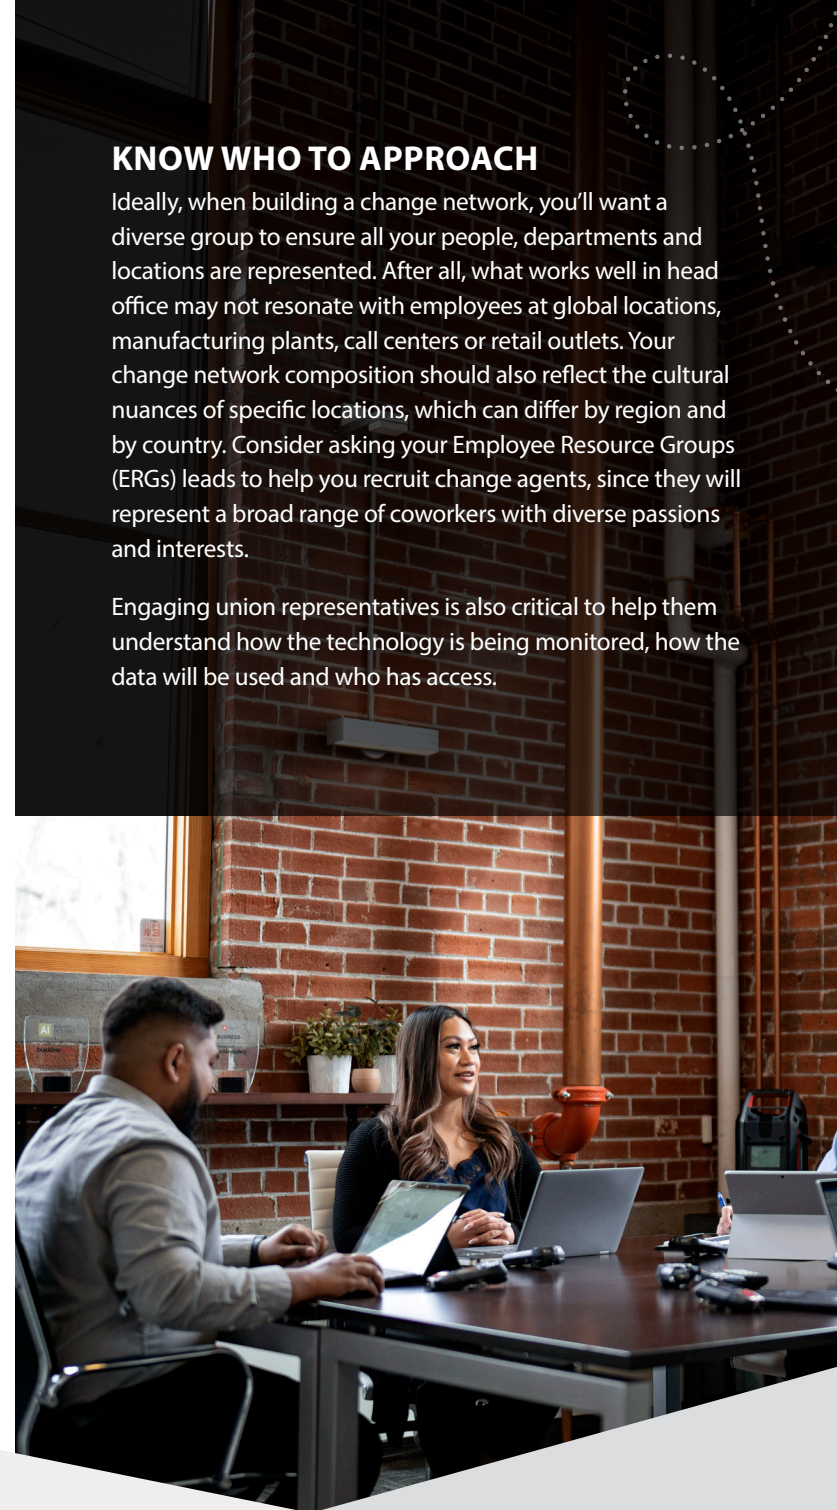 KNOW WHO TO APPROACH
Ideally, when building a change network, you’ll want a
diverse group to ensure all your people, departments and
locations are represented. After all, what works well in head
office may not resonate with employees at global locations,
manufacturing plants, call centers or retail outlets. Your
change network composition should also reflect the cultural
nuances of specific locations, which can differ by region and
by country. Consider asking your Employee Resource Groups
(ERGs) leads to help you recruit change agents, since they will
represent a broad range of coworkers with diverse passions
and interests.
Engaging union representatives is also critical to help them
understand how the technology is being monitored, how the
data will be used and who has access.
AI
BUSINESS